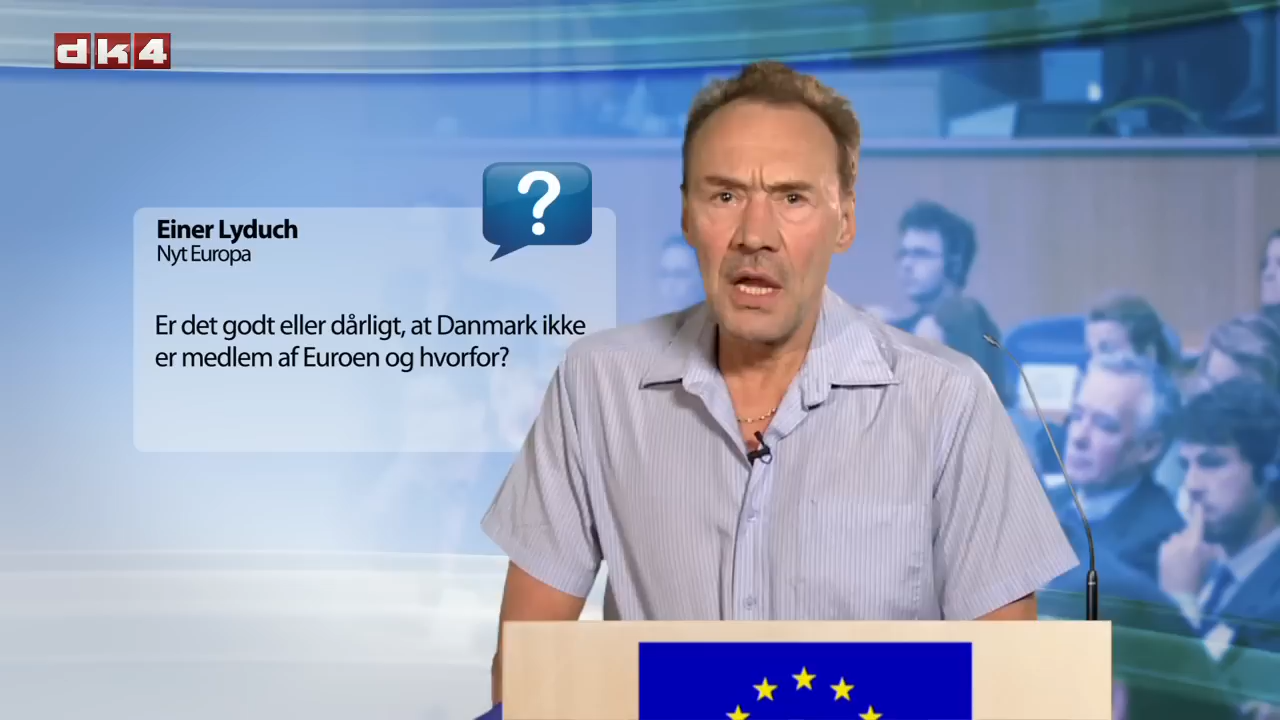 dk4
?
Einer Lyduch
Nyt Europa
Er det godt eller dårligt, at Danmark ikke
er medlem af Euroen og hvorfor?